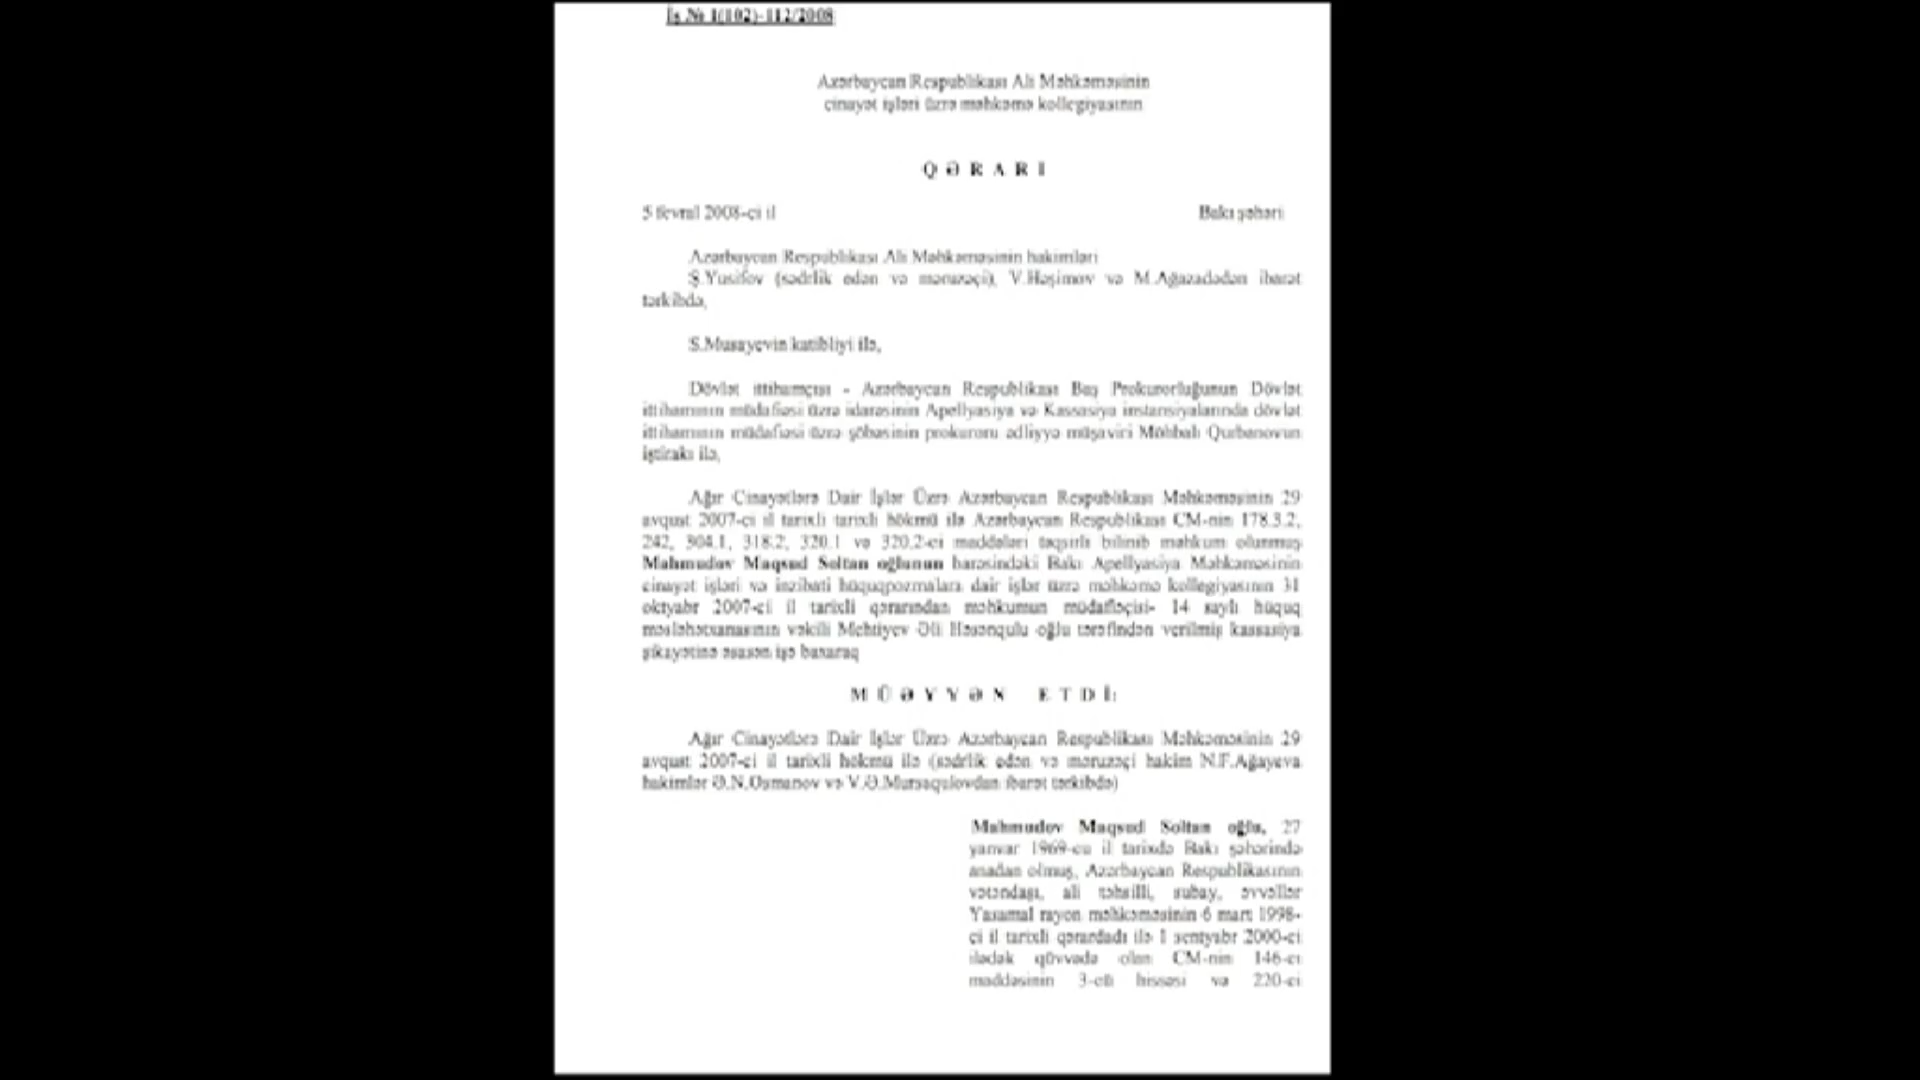 İş № 1(102)-112/2008
Azərbaycan Respublikası Ali Məhkəməsinin
cinayət işləri üzrə məhkəmə kollegiyasının
Q Ə R A R I
5 fevral 2008-ci il Bakı şəhəri
Azərbaycan Respublikası Ali Məhkəməsinin hakimləri
Ş.Yusifov (sədrlik edən və məruzəçi), V.Həşimov və M.Ağazadədən ibarət
tərkibdə,
S.Musayevin katibliyi ilə,
Dövlət ittihamçısı - Azərbaycan Respublikası Baş Prokurorluğunun Dövlət
ittihamının müdafiəsi üzrə idarəsinin Apellyasiya və Kassasiya instansiyalarında dövlət
ittihamının müdafiəsi üzrə şöbəsinin prokuroru ədliyyə müşaviri Möhbalı Qurbanovun
iştirakı ilə,
Ağır Cinayətlərə Dair İşlər Üzrə Azərbaycan Respublikası Məhkəməsinin 29
avqust 2007-ci il tarixli tarixli hökmü ilə Azərbaycan Respublikası CM-nin 178.3.2,
242, 304.1, 318.2, 320.1 və 320.2-ci maddələri təqsirli bilinib məhkum olunmuş
Mahmudov Maqsud Soltan oğlunun barəsindəki Bakı Apellyasiya Məhkəməsinin
cinayət işləri və inzibati hüquqpozmalara dair işlər üzrə məhkəmə kollegiyasının 31
oktyabr 2007-ci il tarixli qərarından məhkumun müdafiəçisi- 14 saylı hüquq
məsləhətxanasının vəkili Mehtiyev Əli Həsənqulu oğlu tərəfindən verilmiş kassasiya
şikayətinə əsasən işə baxaraq
M Ü Ə Y Y Ə N E T D İ:
Ağır Cinayətlərə Dair İşlər Üzrə Azərbaycan Respublikası Məhkəməsinin 29
avqust 2007-ci il tarixli hökmü ilə (sədrlik edən və məruzəçi hakim N.F.Ağayeva
hakimlər Ə.N.Osmanov və V.Ə.Mursaqulovdan ibarət tərkibdə)
Mahmudov Maqsud Soltan oğlu, 27
yanvar 1969-cu il tarixdə Bakı şəhərində
anadan olmuş, Azərbaycan Respublikasının
vətəndaşı, ali təhsilli, subay, əvvəllər
Yasamal rayon məhkəməsinin 6 mart 1998-
ci il tarixli qərardadı ilə 1 sentyabr 2000-ci
ilədək qüvvədə olan CM-nin 146-cı
maddəsinin 3-cü hissəsi və 220-ci